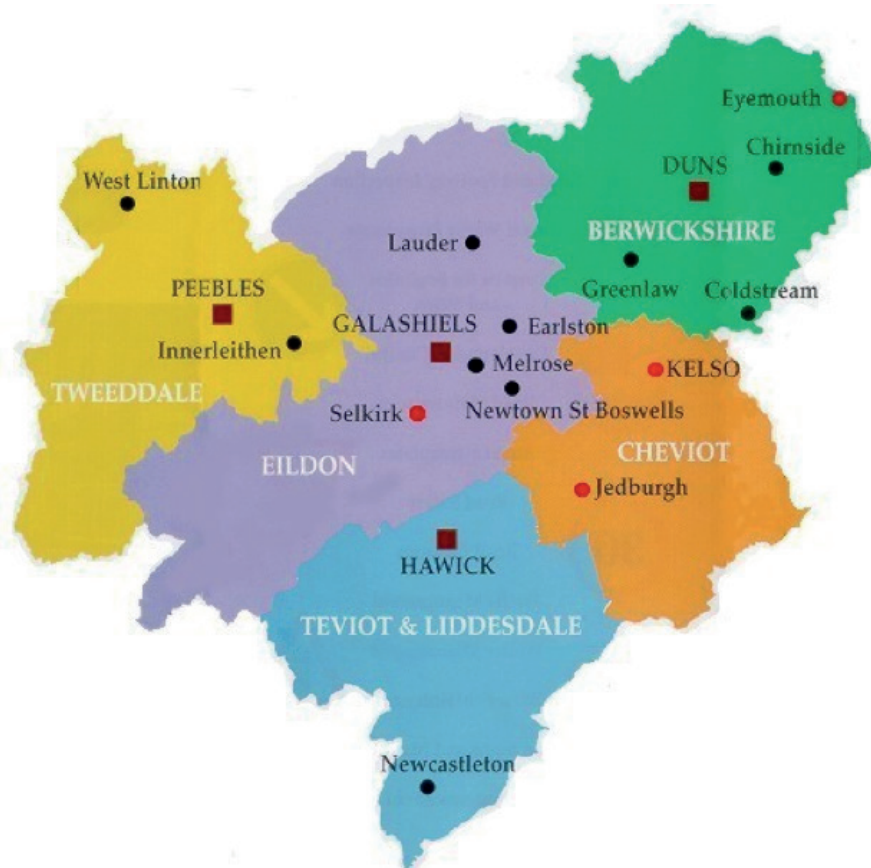 Eyemouth
Chirnside
DUNS
West Linton
BERWICKSHIRE
Lauder
Greenlaw
Coldstream
PEEBLES
GALASHIELS
Earlston
Innerleithen
Melrose
KELSO
TWEEDDALE
Newtown St Boswells
Selkirk
CHEVIOT
EILDON
Jedburgh
HAWICK
TEVIOT & LIDDESDALE
Newcastleton